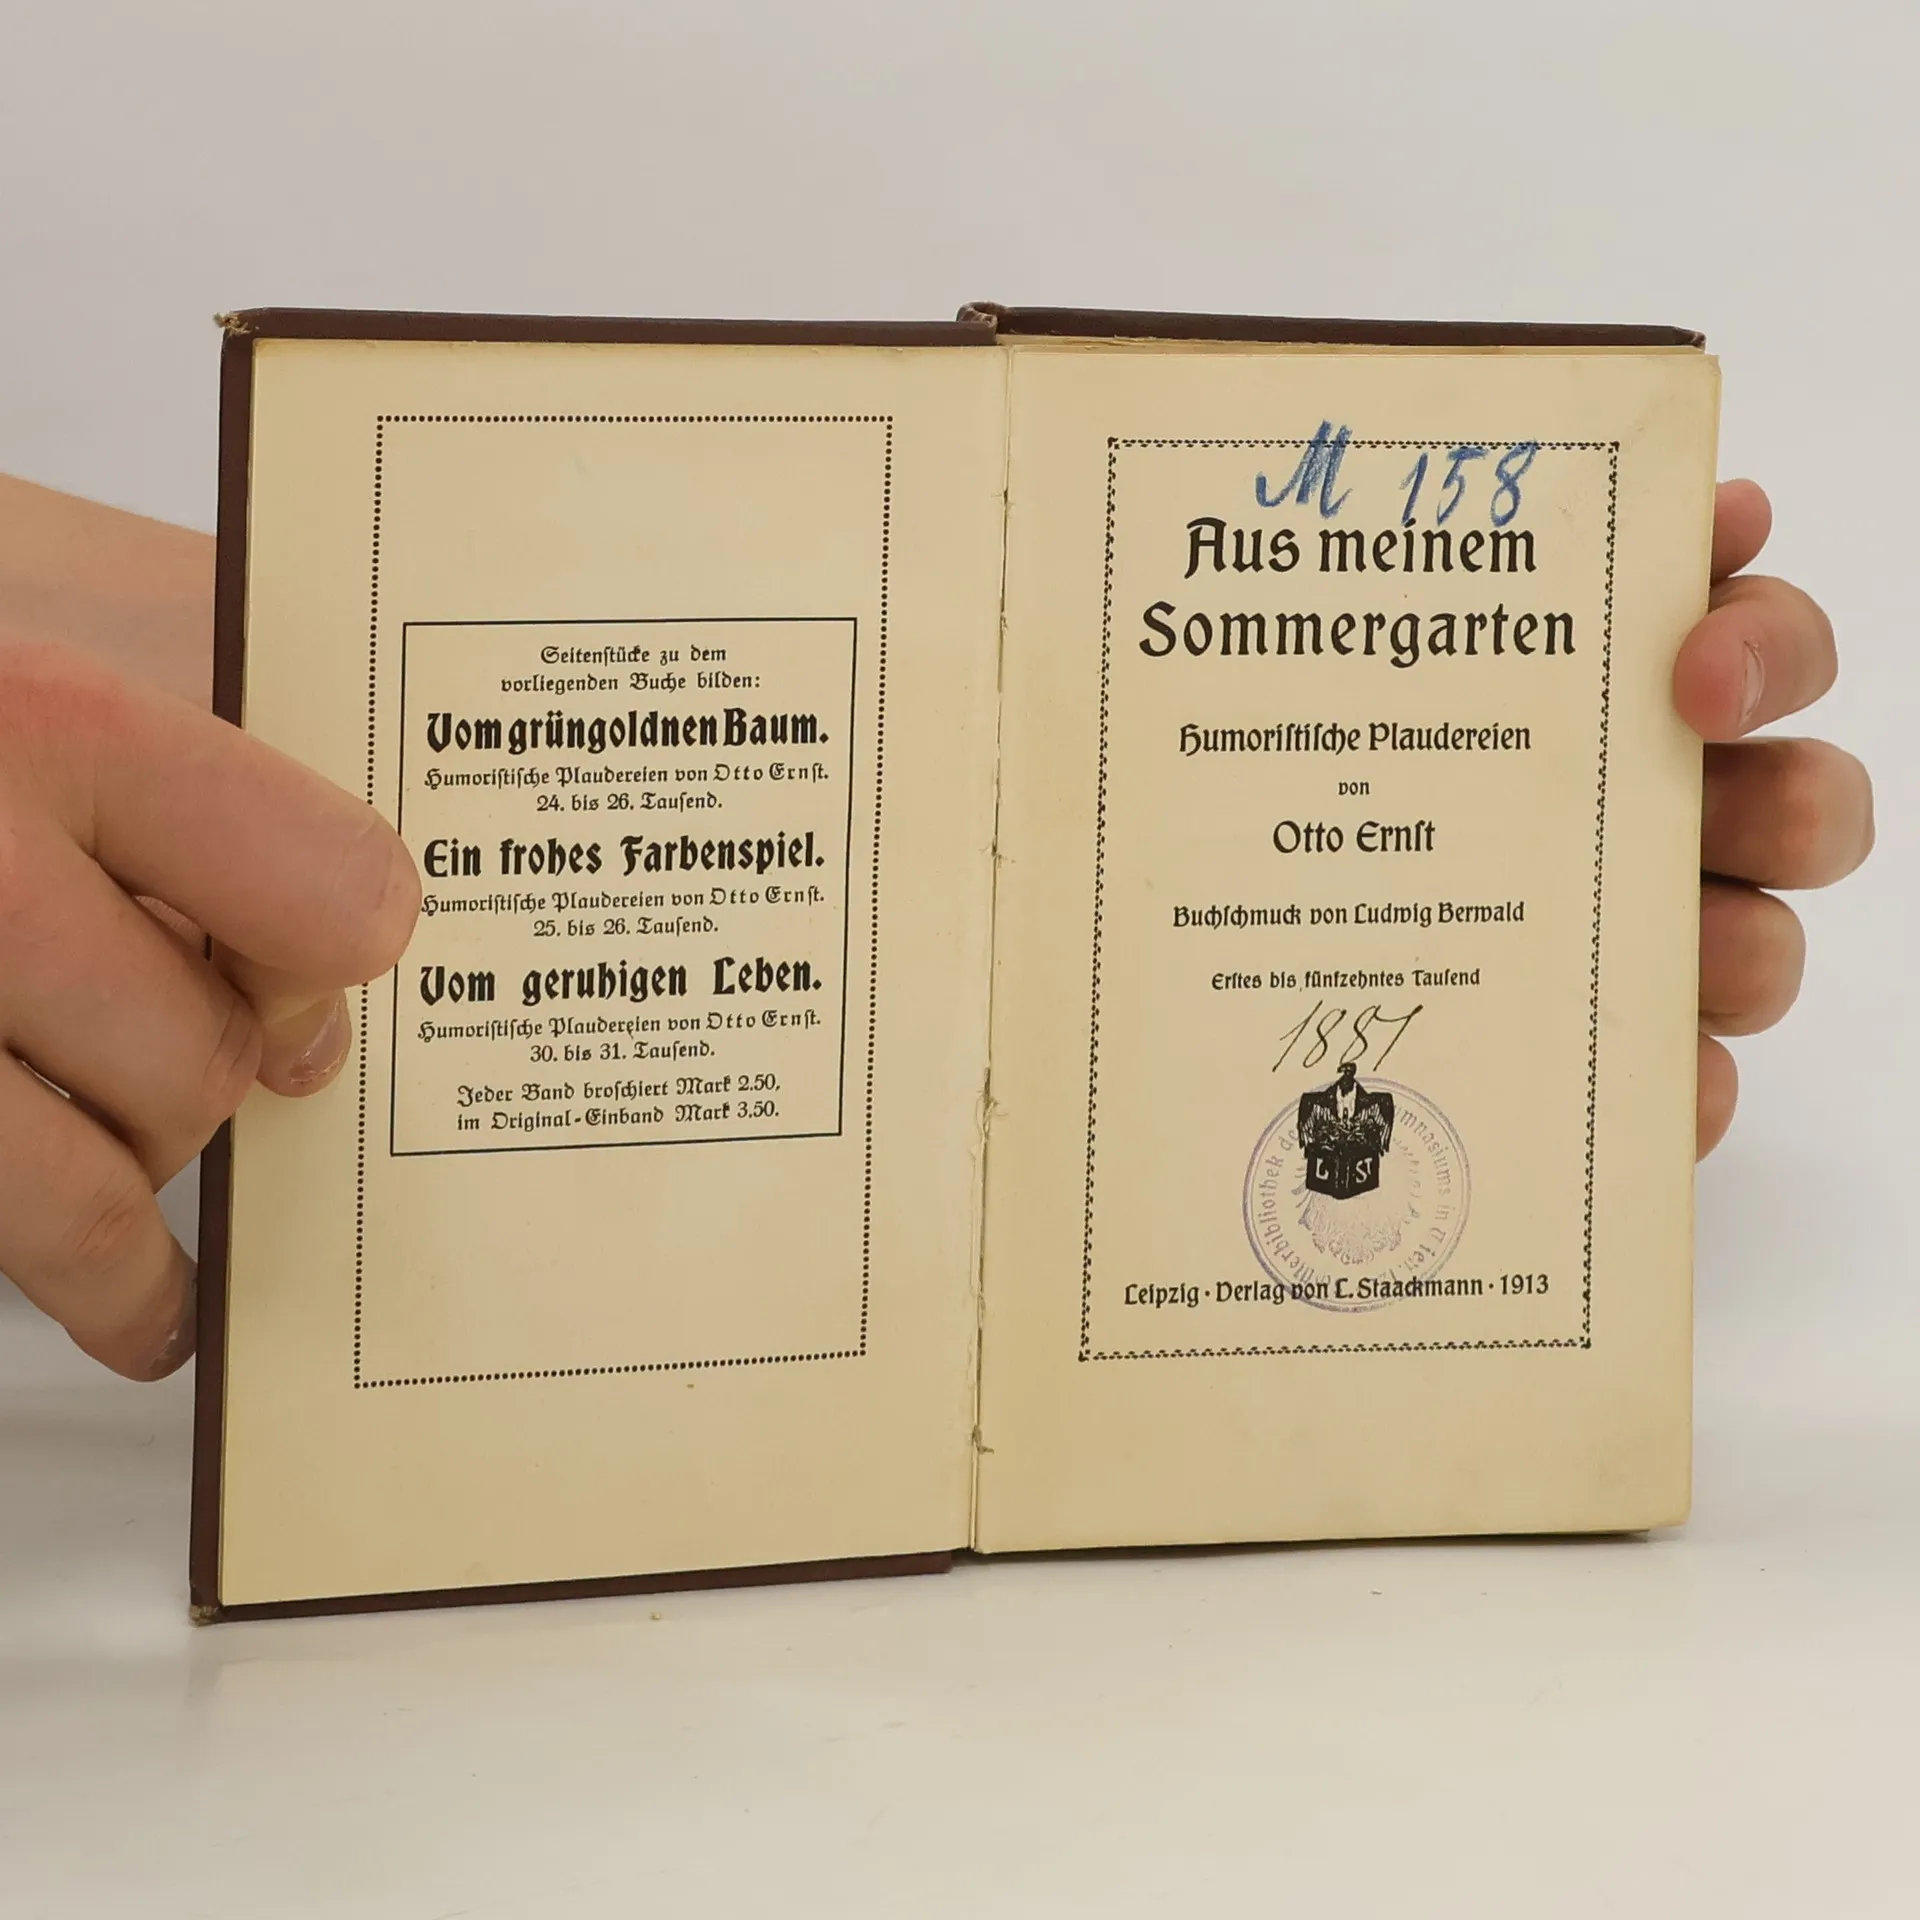 Seitenſtücke zu dem
vorliegenden Buche bilden:
Vom grüngoldnen Baum.
Humoriſtiſche Plaudereien von Otto Ernſt.
24. bis 26. Tauſend.
Ein frohes Farbenspiel.
Humoriſtiſche Plaudereien von Otto Ernſt.
25. bis 26. Tauſend.
Vom geruhigen Leben.
Humoriſtiſche Plaudereien von Otto Ernſt.
30. bis 31. Tauſend.
Jeder Band broſchiert Mark 2.50,
im Original-Einband Mark 3.50.
M 158
Aus meinem
Sommergarten
Humoriſtiſche Plaudereien
von
Otto Ernſt
Buchſchmuck von Ludwig Berwald
Erſtes bis fünfzehntes Tauſend
1881
L ST
Leipzig · Verlag von L. Staackmann · 1913